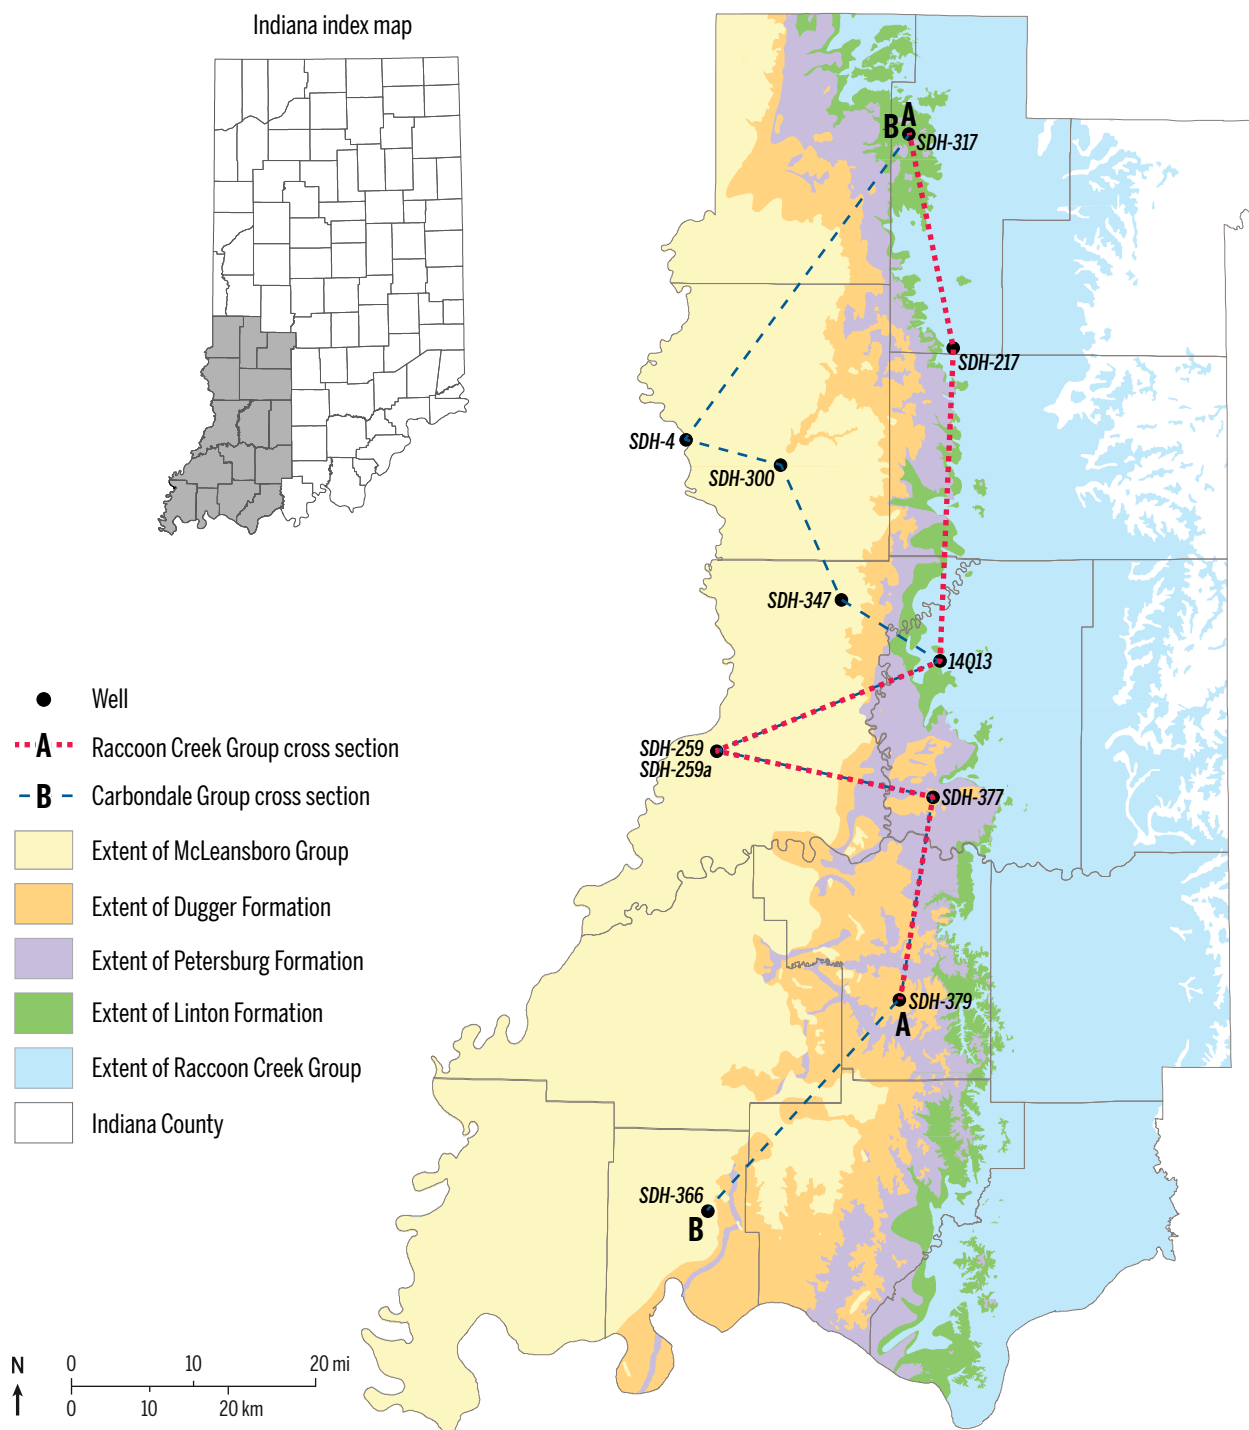 Indiana index map
A
B
SDH-317
SDH-217
SDH-4
SDH-300
SDH-347
14Q13
SDH-259
SDH-259a
SDH-377
SDH-379
A
SDH-366
B
Well
A Raccoon Creek Group cross section
B Carbondale Group cross section
Extent of McLeansboro Group
Extent of Dugger Formation
Extent of Petersburg Formation
Extent of Linton Formation
Extent of Raccoon Creek Group
Indiana County
N
0 10 20 mi
0 10 20 km